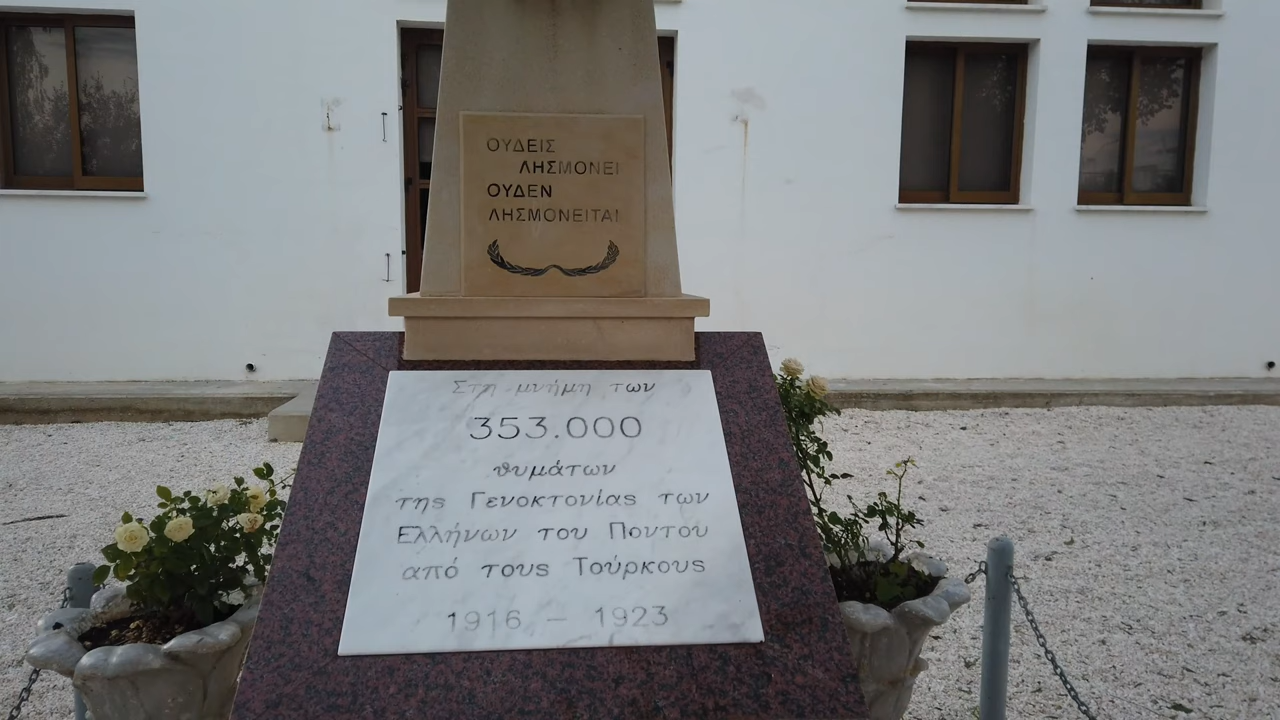 ΟΥΔΕΙΣ
ΛΗΣΜΟΝΕΙ
ΟΥΔΕΝ
ΛΗΣΜΟΝΕΙΤΑΙ
Στη μνήμη των
353.000
θυμάτων
της Γενοκτονίας των
Ελλήνων του Ποντου
από τους Τούρκους
1916 – 1923